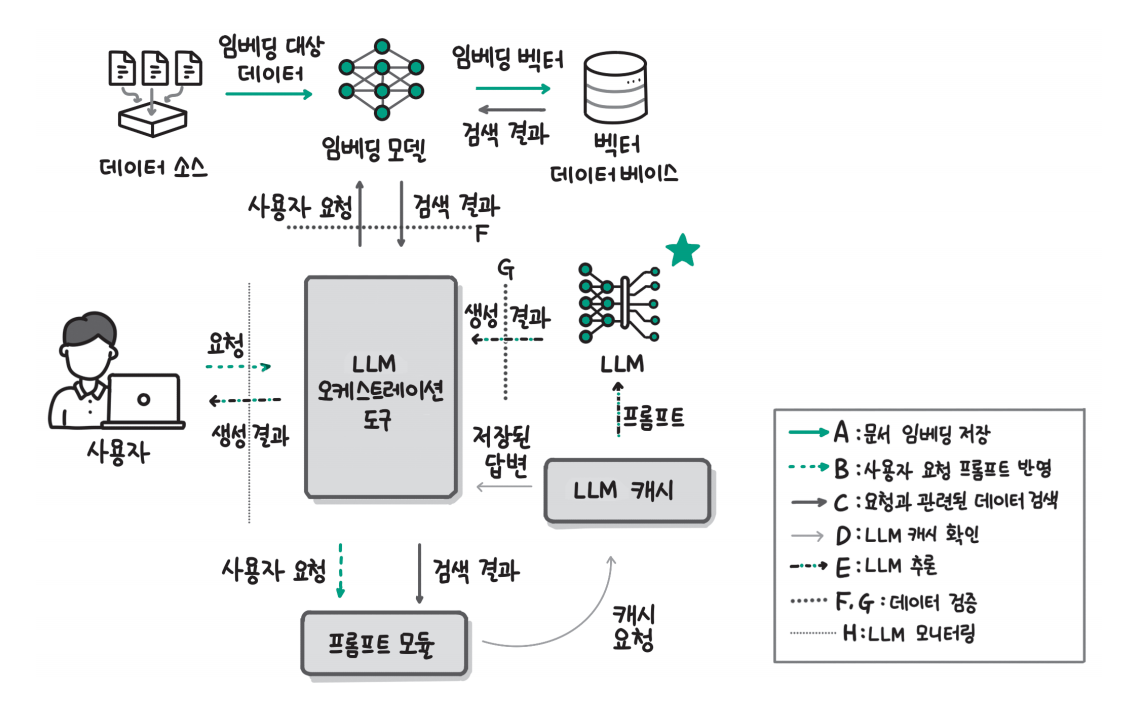 임베딩 대상
데이터
임베딩 벡터
검색 결과
데이터 소스
임베딩 모델
벡터
데이터베이스
사용자 요청
검색 결과
F
G
생성 결과
LLM
요청
생성 결과
사용자
LLM
오케스트레이션
도구
프롬프트
저장된
답변
LLM 캐시
사용자 요청
검색 결과
프롬프트 모듈
캐시
요청
A : 문서 임베딩 저장
B : 사용자 요청 프롬프트 반영
C : 요청과 관련된 데이터 검색
D : LLM 캐시 확인
E : LLM 추론
F, G : 데이터 검증
H : LLM 모니터링